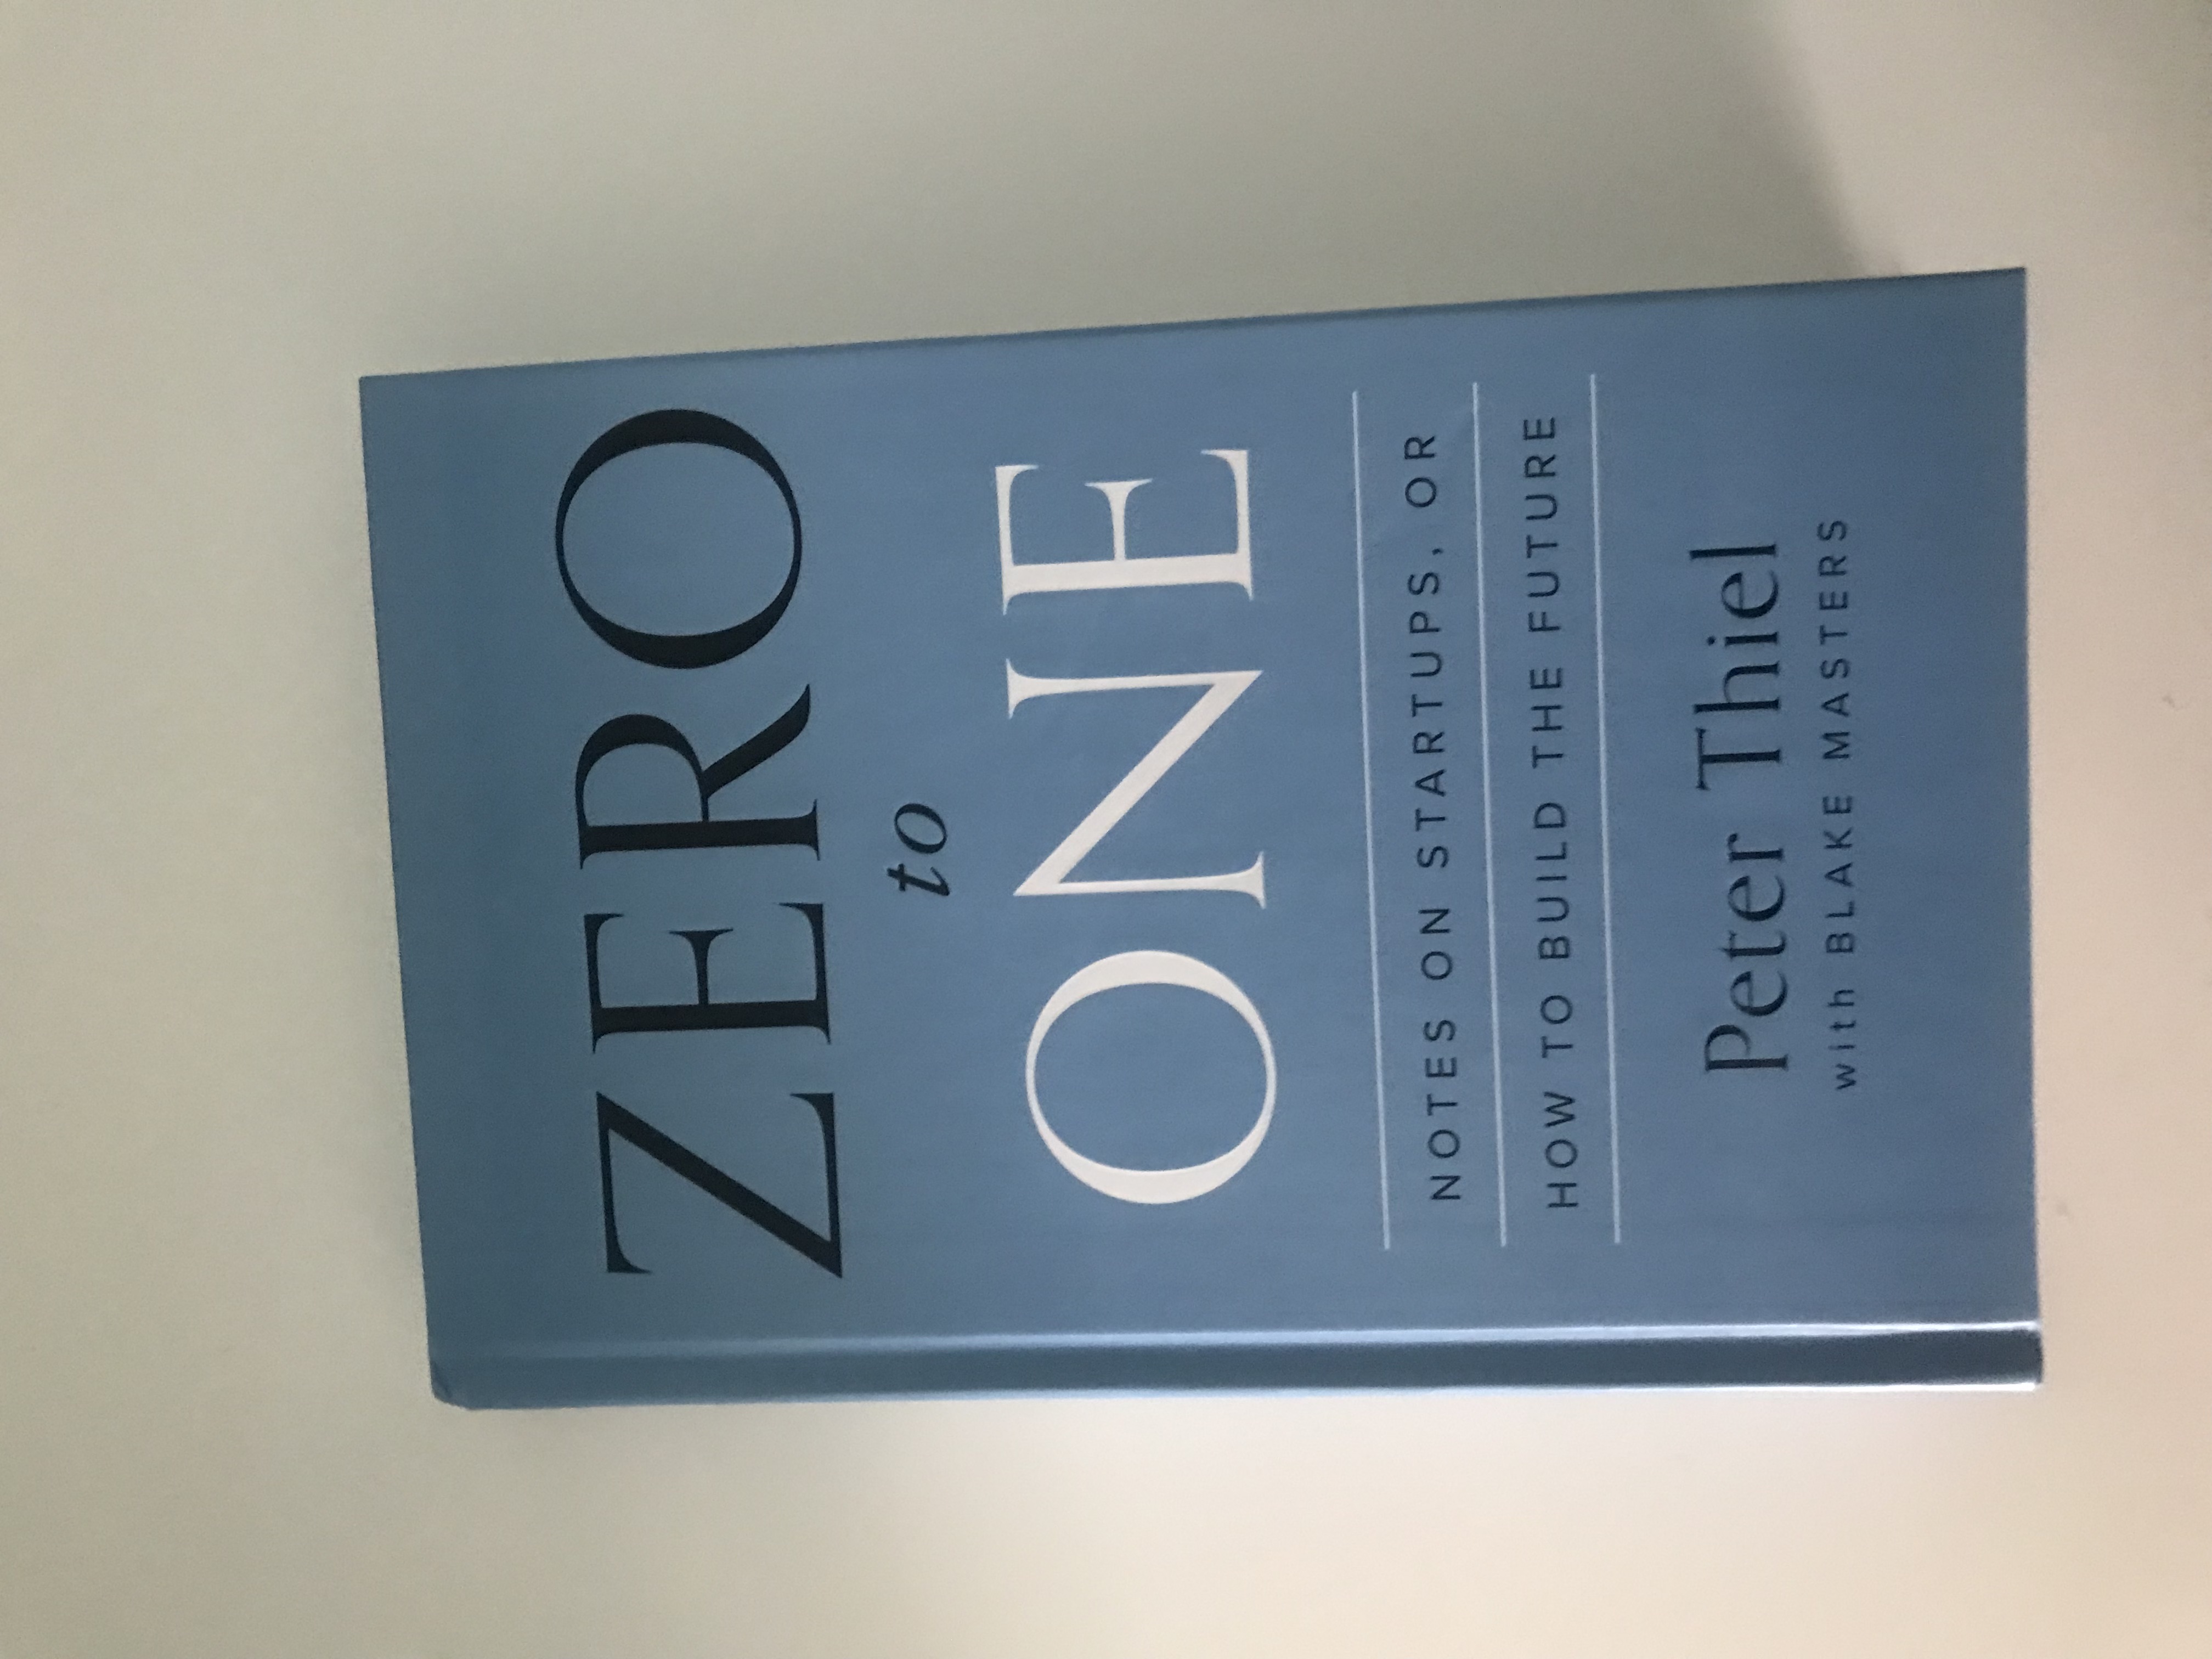 ZERO
to
ONE
NOTES ON STARTUPS, OR
HOW TO BUILD THE FUTURE
Peter Thiel
with BLAKE MASTERS